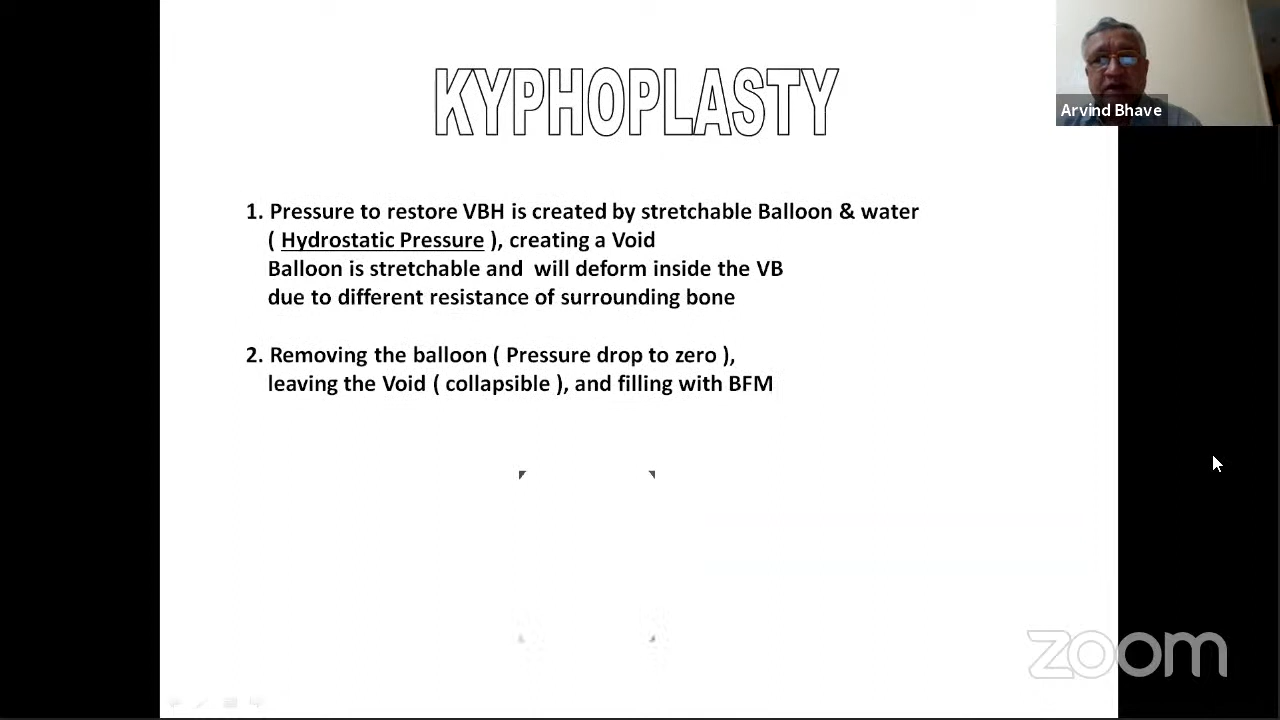 KYPHOPLASTY
Arvind Bhave
1. Pressure to restore VBH is created by stretchable Balloon & water
( Hydrostatic Pressure ), creating a Void
Balloon is stretchable and will deform inside the VB
due to different resistance of surrounding bone
2. Removing the balloon ( Pressure drop to zero ),
leaving the Void ( collapsible ), and filling with BFM
zoom